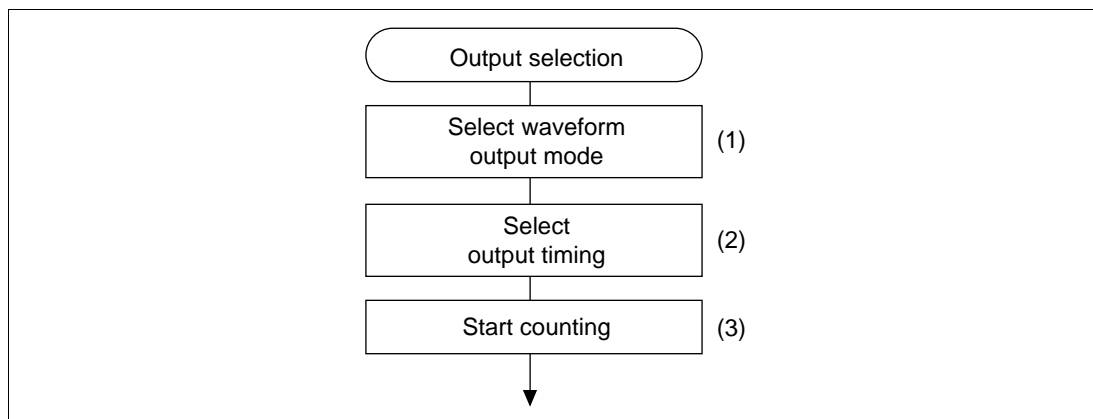 Output selection
Select waveform
output mode
(1)
Select
output timing
(2)
Start counting
(3)